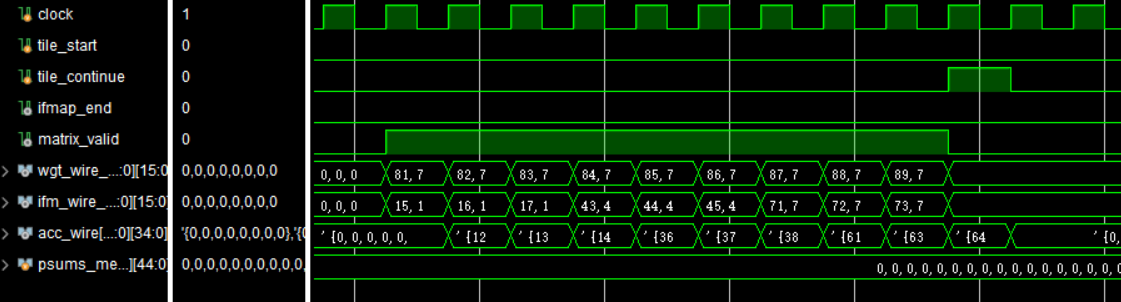 clock 1
tile_start 0
tile_continue 0
ifmap_end 0
matrix_valid 0
wgt_wire_...:0][15:0 0,0,0,0,0,0,0,0 0, 0, 0 81, 7 82, 7 83, 7 84, 7 85, 7 86, 7 87, 7 88, 7 89, 7
ifm_wire_...:0][15:0] 0,0,0,0,0,0,0,0 0, 0, 0 15, 1 16, 1 17, 1 43, 4 44, 4 45, 4 71, 7 72, 7 73, 7
acc_wire[...:0][34:0] '{0,0,0,0,0,0,0,0},'{0 ' {0, 0, 0, 0, 0, ' {12 ' {13 ' {14 ' {36 ' {37 ' {38 ' {61 ' {63 ' {64 ' {0,
psums_me...][44:0] 0,0,0,0,0,0,0,0,0,0, 0, 0, 0, 0, 0, 0, 0, 0, 0, 0, 0, 0, 0, 0, 0, 0